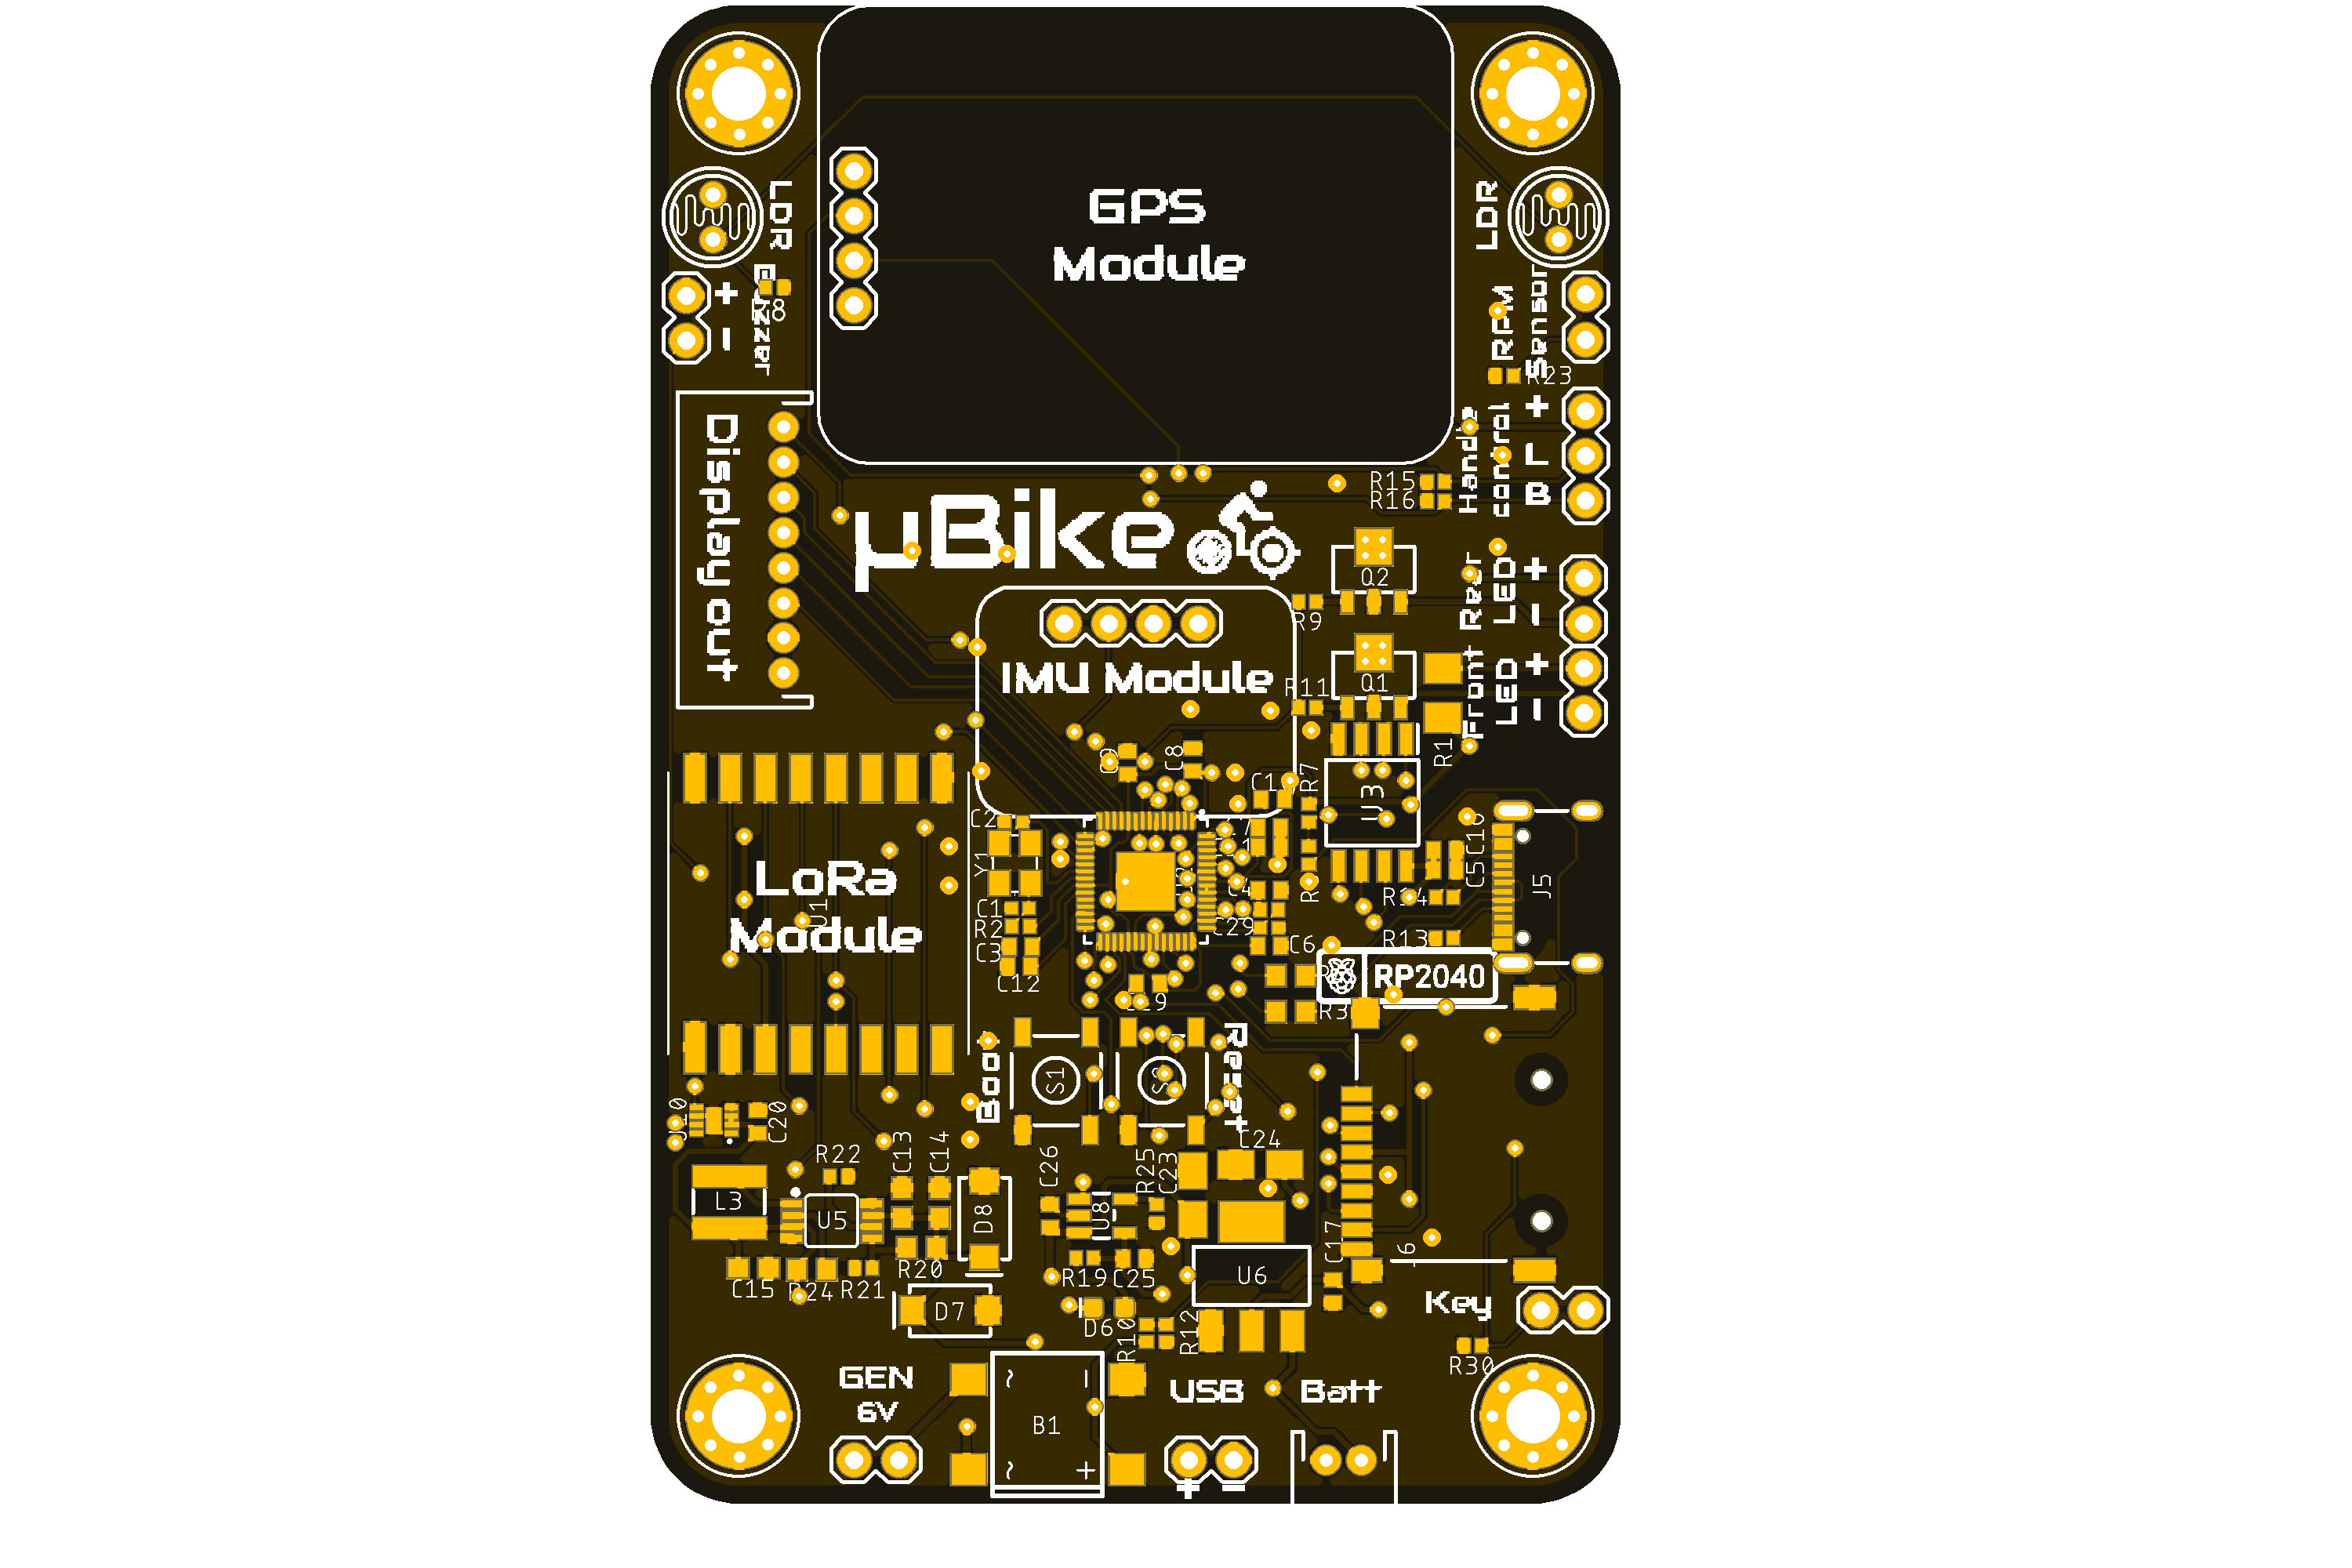 GPS
Module
LDR
LDR
+
-
R8
RPM
Sensor
R23
Display out
Handle
control
+
L
B
R15
R16
µBike
Q2
R9
Rear
LED
+
-
IMU Module
R11
Q1
Front
LED
+
-
R1
C9
C8
R7
U3
C2
Y1
LoRa
Module
U1
C1
R2
C3
C12
C4
C29
C6
R14
R13
C5
J5
RP2040
R3
Boot
S1
Reset
C20
R22
C13
C14
L3
U5
D8
C26
U8
R25
C23
C24
C17
C15
R24
R21
R20
R19
C25
U6
D7
D6
R10
R12
Key
R30
GEN
6V
~
-
B1
~
+
USB
+
-
Batt